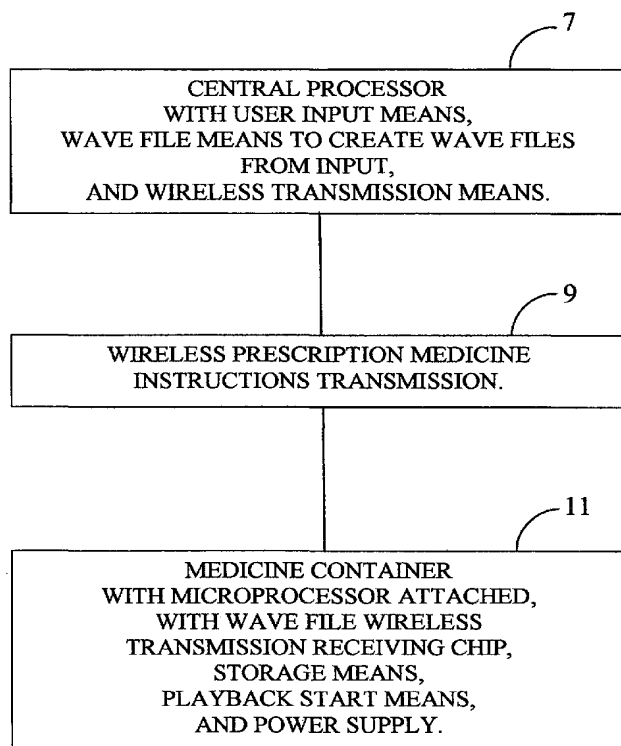 7
CENTRAL PROCESSOR
WITH USER INPUT MEANS,
WAVE FILE MEANS TO CREATE WAVE FILES
FROM INPUT,
AND WIRELESS TRANSMISSION MEANS.
9
WIRELESS PRESCRIPTION MEDICINE
INSTRUCTIONS TRANSMISSION.
11
MEDICINE CONTAINER
WITH MICROPROCESSOR ATTACHED,
WITH WAVE FILE WIRELESS
TRANSMISSION RECEIVING CHIP,
STORAGE MEANS,
PLAYBACK START MEANS,
AND POWER SUPPLY.